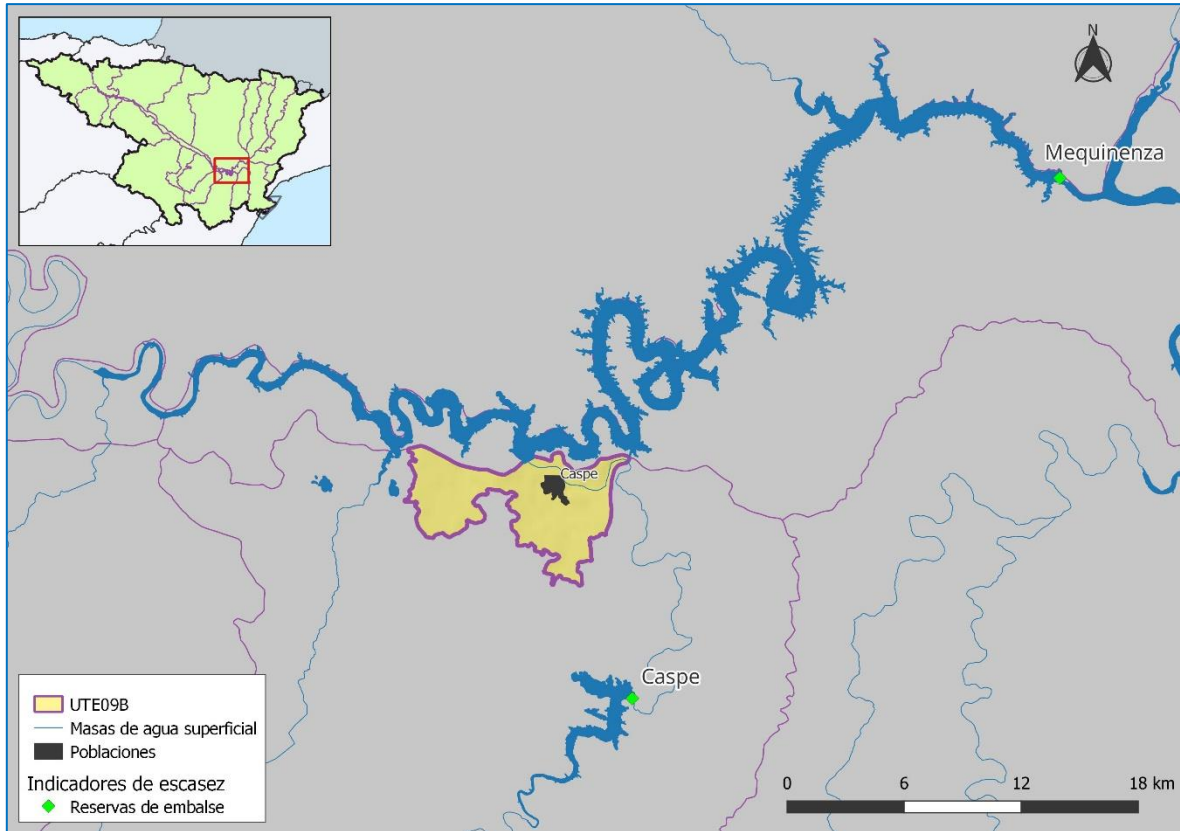 N
Mequinenza
Caspe
Caspe
UTE09B
Masas de agua superficial
Poblaciones
Indicadores de escasez
Reservas de embalse
0 6 12 18 km